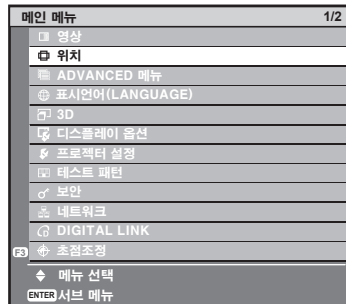 메인 메뉴 1/2
영상
위치
ADVANCED 메뉴
표시언어(LANGUAGE)
3D
디스플레이 옵션
프로젝터 설정
테스트 패턴
보안
네트워크
DIGITAL LINK
F3 초점조정
메뉴 선택
ENTER 서브 메뉴